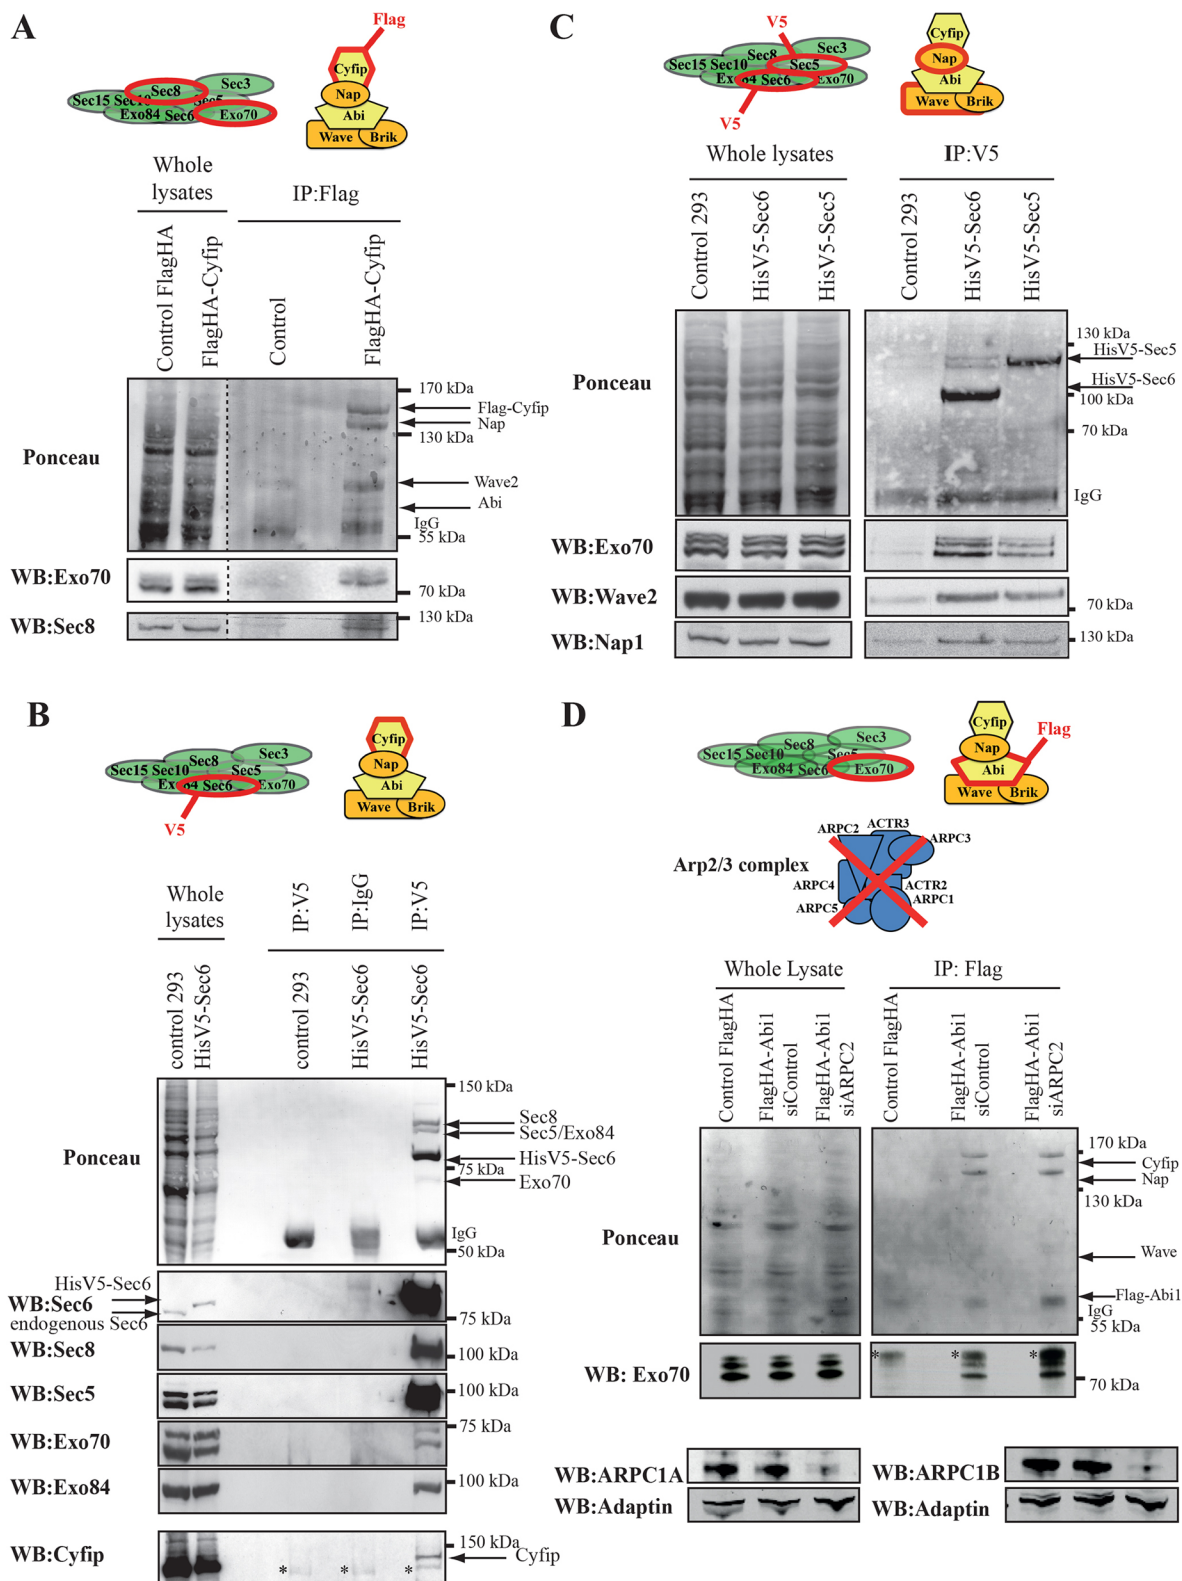 A
Flag
Cyfip
Nap
Abi
Wave Brik
Sec8
Sec3
Sec15
Exo84 Sec6 Exo70
Whole
lysates
IP:Flag
Control FlagHA
FlagHA-Cyfip
Control
FlagHA-Cyfip
Ponceau
170 kDa
Flag-Cyfip
Nap
130 kDa
Wave2
Abi
IgG
55 kDa
WB:Exo70
70 kDa
WB:Sec8
130 kDa
C
V5
Sec8 Sec3
Sec15 Sec10 Sec5
Sec6 Exo70
V5
Cyfip
Nap
Abi
Wave Brik
Whole lysates
IP:V5
Control 293
HisV5-Sec6
HisV5-Sec5
Control 293
HisV5-Sec6
HisV5-Sec5
Ponceau
130 kDa
HisV5-Sec5
HisV5-Sec6
100 kDa
70 kDa
IgG
WB:Exo70
WB:Wave2
70 kDa
WB:Nap1
130 kDa
B
Sec8 Sec3
Sec15 Sec10 Sec5
Sec6 Exo70
V5
Cyfip
Nap
Abi
Wave Brik
Whole
lysates
IP:V5
IP:IgG
IP:V5
control 293
HisV5-Sec6
control 293
HisV5-Sec6
HisV5-Sec6
Ponceau
150 kDa
Sec8
Sec5/Exo84
HisV5-Sec6
75 kDa
Exo70
IgG
50 kDa
HisV5-Sec6
WB:Sec6
endogenous Sec6
75 kDa
WB:Sec8
100 kDa
WB:Sec5
100 kDa
WB:Exo70
75 kDa
WB:Exo84
100 kDa
WB:Cyfip
150 kDa
Cyfip
* * *
D
Sec8 Sec3
Sec15 Sec10 Sec5
Exo84 Sec6 Exo70
Cyfip
Flag
Nap
Abi
Wave Brik
Arp2/3 complex
ARPC2
ACTR3
ARPC3
ARPC4
ACTR2
ARPC1
ARPC5
Whole Lysate
IP: Flag
Control FlagHA
FlagHA-Abi1
siControl
FlagHA-Abi1
siARPC2
Control FlagHA
FlagHA-Abi1
siControl
FlagHA-Abi1
siARPC2
Ponceau
170 kDa
Cyfip
Nap
130 kDa
Wave
Flag-Abi1
IgG
55 kDa
WB: Exo70
* * *
70 kDa
WB:ARPC1A
WB:Adaptin
WB:ARPC1B
WB:Adaptin